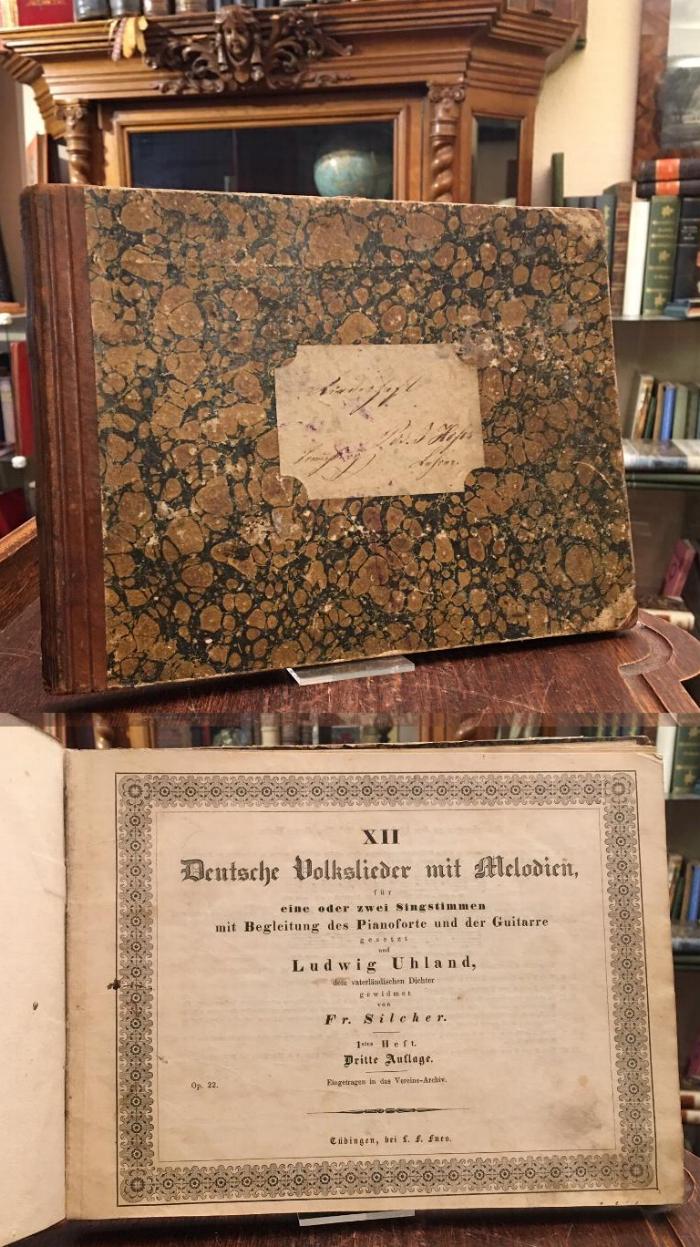 Liederheft
XII
Deutsche Volkslieder mit Melodien,
für
eine oder zwei Singstimmen
mit Begleitung des Pianoforte und der Guitarre
gesetzt
und
Ludwig Uhland,
dem vaterländischen Dichter
gewidmet
von
Fr. Silcher.
1stes Heft.
Dritte Auflage.
Op. 22.
Eingetragen in das Vereins-Archiv.
Tübingen, bei L. F. Fues.